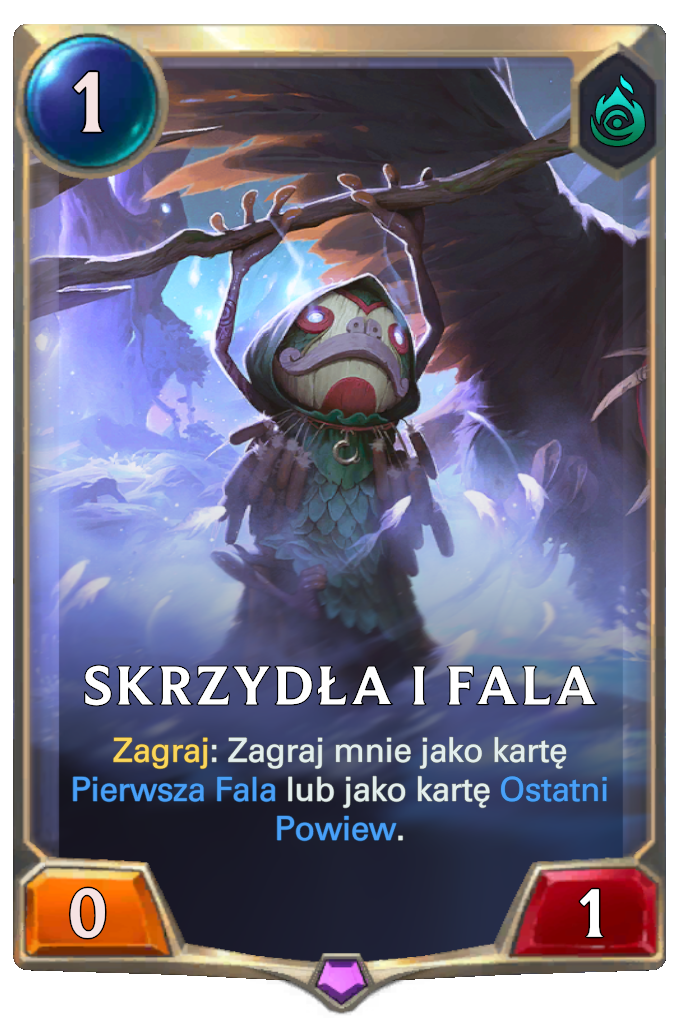 1
SKRZYDŁA I FALA
Zagraj: Zagraj mnie jako kartę
Pierwsza Fala lub jako kartę Ostatni
Powiew.
0
1